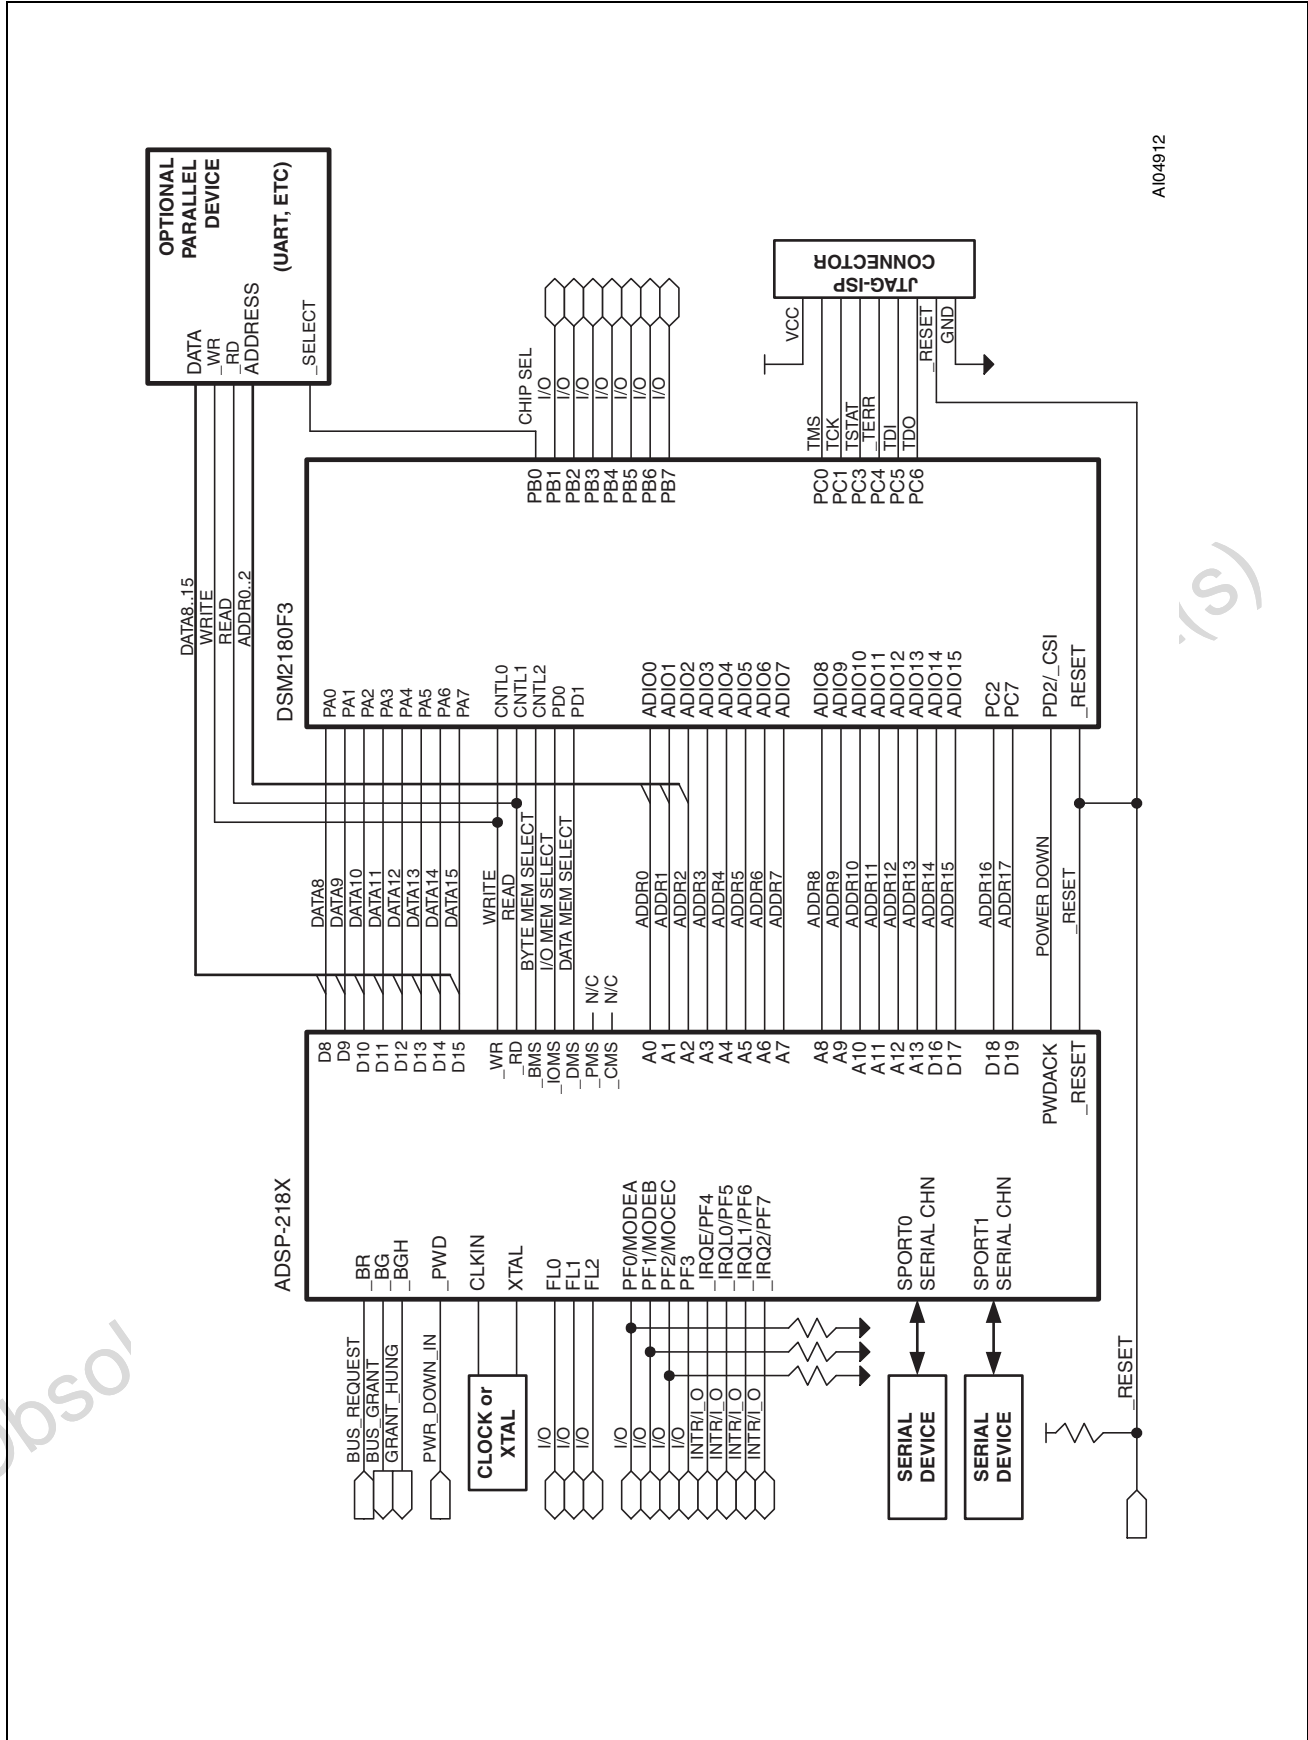 ADSP-218X
_BR
_BG
_BGH
_PWD
CLKIN
XTAL
FL0
FL1
FL2
PF0/MODEA
PF1/MODEB
PF2/MOCEC
PF3
_IRQE/PF4
_IRQL0/PF5
_IRQL1/PF6
_IRQ2/PF7
SPORT0
SERIAL CHN
SPORT1
SERIAL CHN
BUS_REQUEST
BUS_GRANT
GRANT_HUNG
PWR_DOWN_IN
CLOCK or
XTAL
I/O
I/O
I/O
I/O
I/O
I/O
I/O
INTR/I_O
INTR/I_O
INTR/I_O
INTR/I_O
SERIAL
DEVICE
SERIAL
DEVICE
_RESET
D8
D9
D10
D11
D12
D13
D14
D15
_WR
_RD
_BMS
_IOMS
_DMS
_PMS
_CMS
N/C
N/C
A0
A1
A2
A3
A4
A5
A6
A7
A8
A9
A10
A11
A12
A13
D16
D17
D18
D19
PWDACK
_RESET
DATA8
DATA9
DATA10
DATA11
DATA12
DATA13
DATA14
DATA15
WRITE
READ
BYTE MEM SELECT
I/O MEM SELECT
DATA MEM SELECT
ADDR0
ADDR1
ADDR2
ADDR3
ADDR4
ADDR5
ADDR6
ADDR7
ADDR8
ADDR9
ADDR10
ADDR11
ADDR12
ADDR13
ADDR14
ADDR15
ADDR16
ADDR17
POWER DOWN
_RESET
DSM2180F3
PA0
PA1
PA2
PA3
PA4
PA5
PA6
PA7
CNTL0
CNTL1
CNTL2
PD0
PD1
ADIO0
ADIO1
ADIO2
ADIO3
ADIO4
ADIO5
ADIO6
ADIO7
ADIO8
ADIO9
ADIO10
ADIO11
ADIO12
ADIO13
ADIO14
ADIO15
PC2
PC7
PD2/_CSI
_RESET
DATA8..15
WRITE
READ
ADDR0..2
PB0
PB1
PB2
PB3
PB4
PB5
PB6
PB7
CHIP SEL
I/O
I/O
I/O
I/O
I/O
I/O
I/O
PC0
PC1
PC3
PC4
PC5
PC6
TMS
TCK
TSTAT
_TERR
TDI
TDO
VCC
_RESET
GND
JTAG-ISP
CONNECTOR
OPTIONAL
PARALLEL
DEVICE
(UART, ETC)
DATA
_WR
_RD
ADDRESS
_SELECT
AI04912
(s)